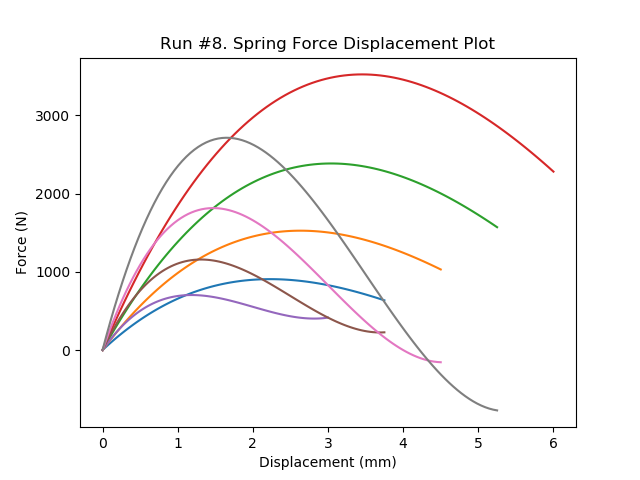 Run #8. Spring Force Displacement Plot
3000
2000
1000
0
Force (N)
0 1 2 3 4 5 6
Displacement (mm)